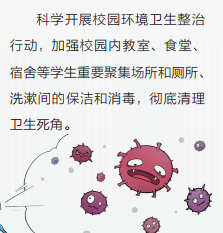 科学开展校园环境卫生整治
行动，加强校园内教室、食堂、
宿舍等学生重要聚集场所和厕所、
洗漱间的保洁和消毒，彻底清理
卫生死角。